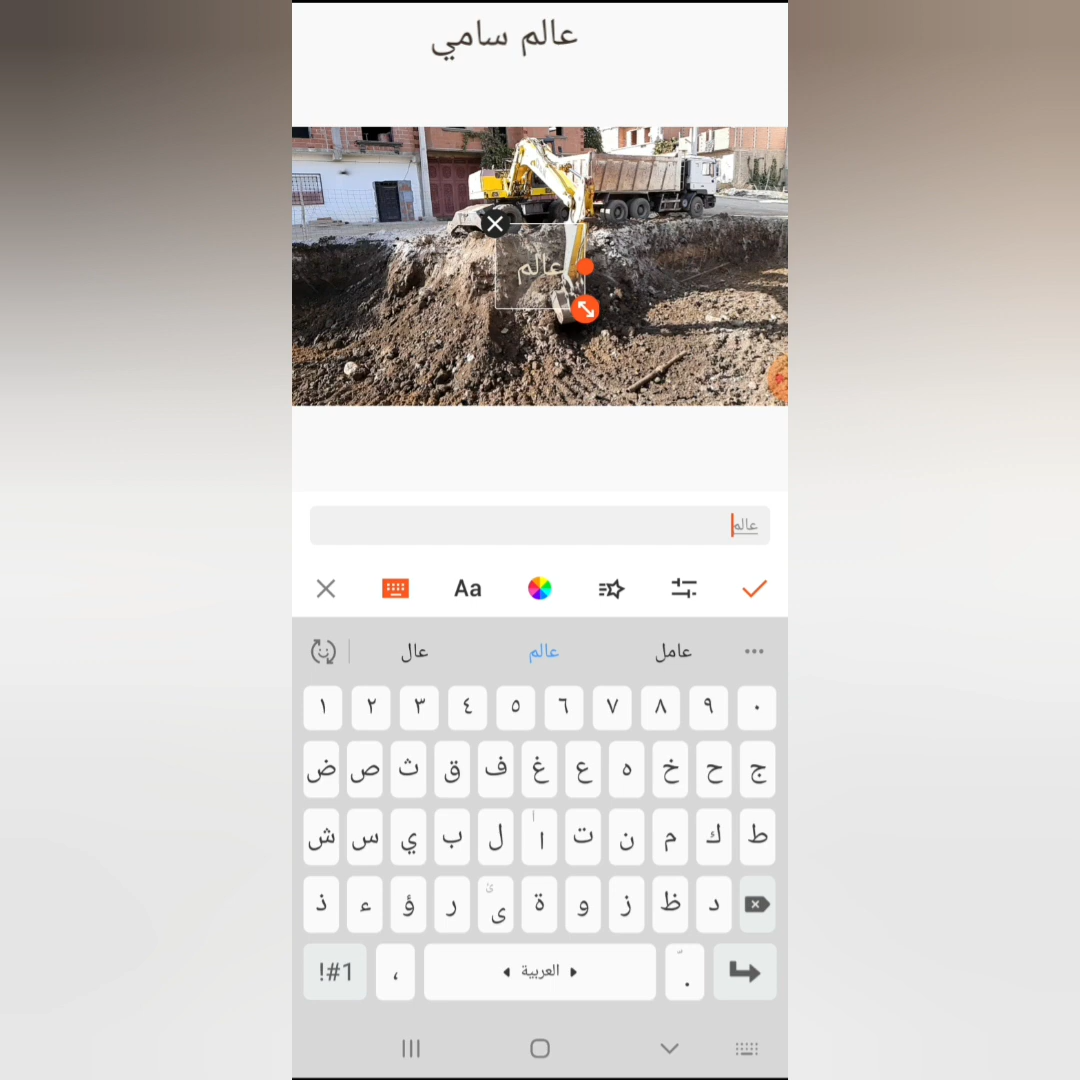 عالم سامي
عالم
عالم
Aa
عال عالم عامل
١ ٢ ٣ ٤ ٥ ٦ ٧ ٨ ٩ ٠
ض ص ث ق ف غ ع ه خ ح ج
ش س ي ب ل ا ت ن م ك ط
ذ ء ؤ ر ى ة و ز ظ د
!#1 ، العربية .